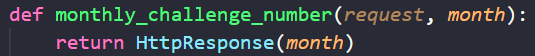 def monthly_challenge_number(request, month):
    return HttpResponse(month)